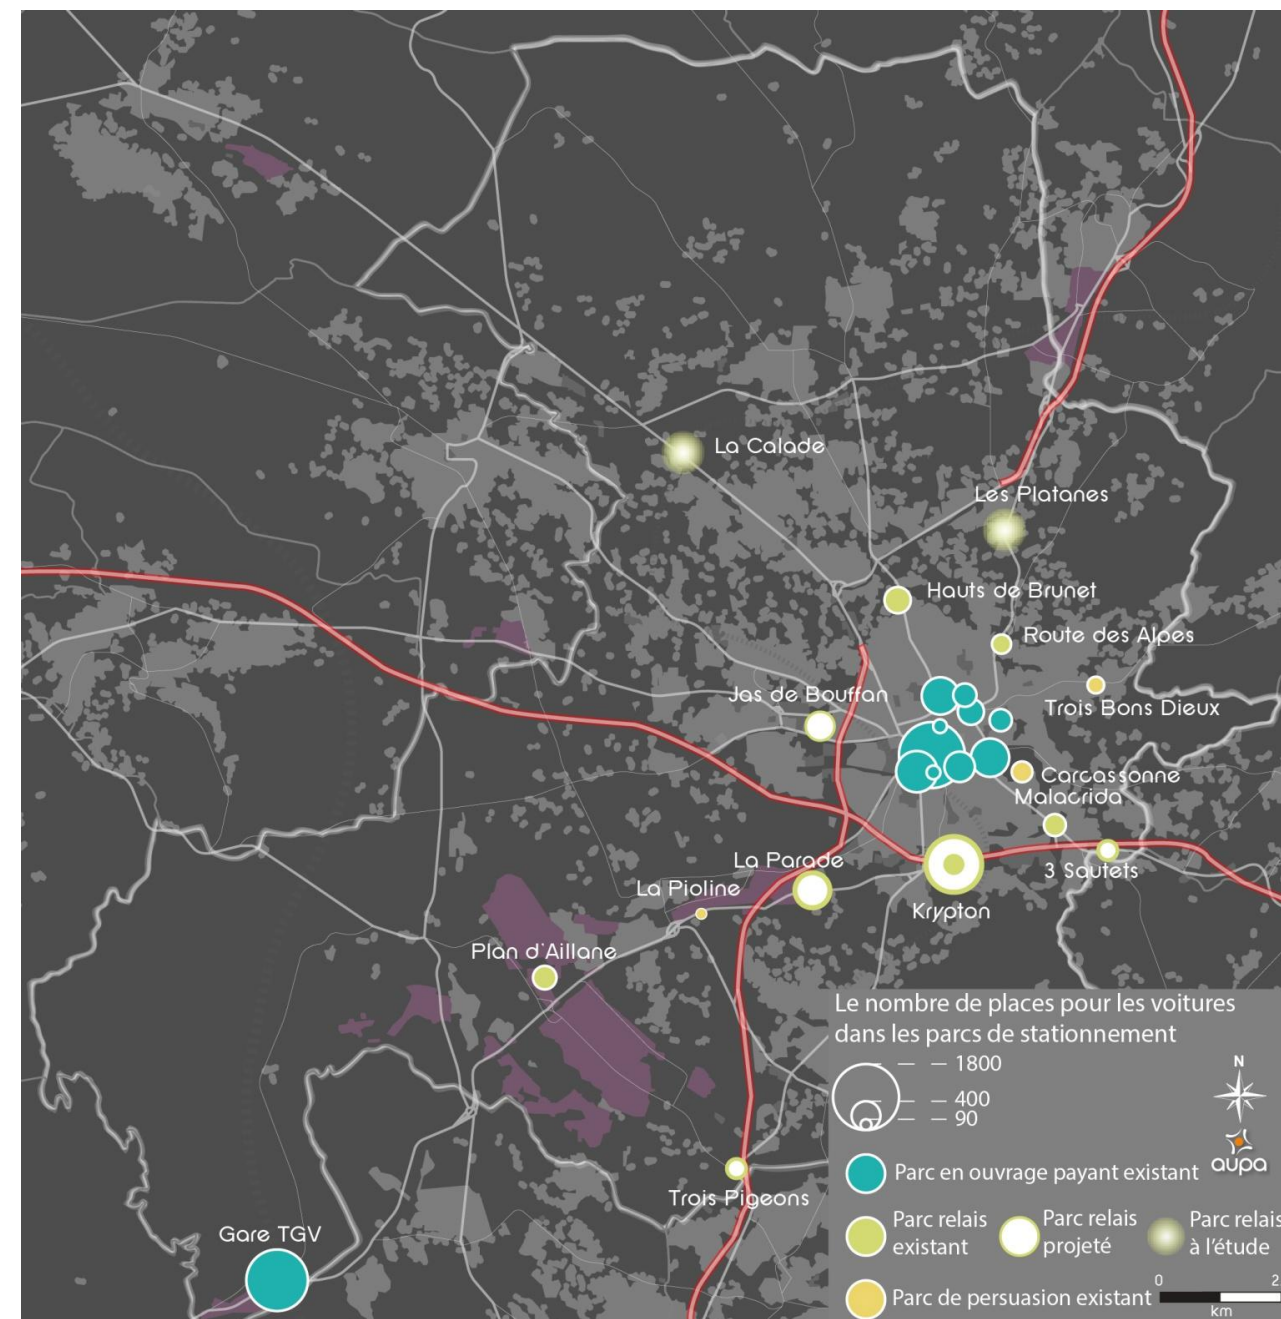 La Calade
Les Platanes
Hauts de Brunet
Route des Alpes
Jas de Bouffan
Trois Bons Dieux
Carcassonne
Malacrida
La Parade
3 Sautets
La Pioline
Krypton
Plan d'Aillane
Trois Pigeons
Gare TGV
Le nombre de places pour les voitures
dans les parcs de stationnement
1800
400
90
N
aupa
Parc en ouvrage payant existant
Parc relais
existant
Parc relais
projeté
Parc relais
à l'étude
Parc de persuasion existant
0 2
km